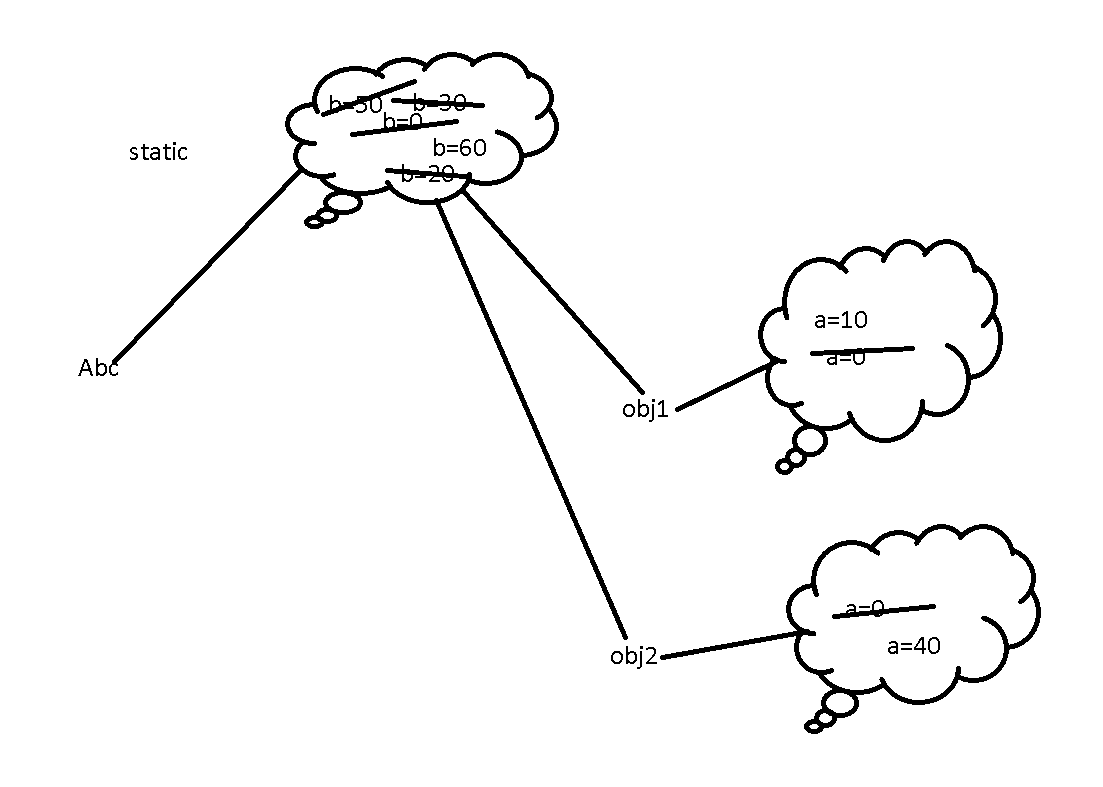 b=50 b=30
b=0
b=60
static
b=20
a=10
a=0
Abc
obj1
a=0
a=40
obj2